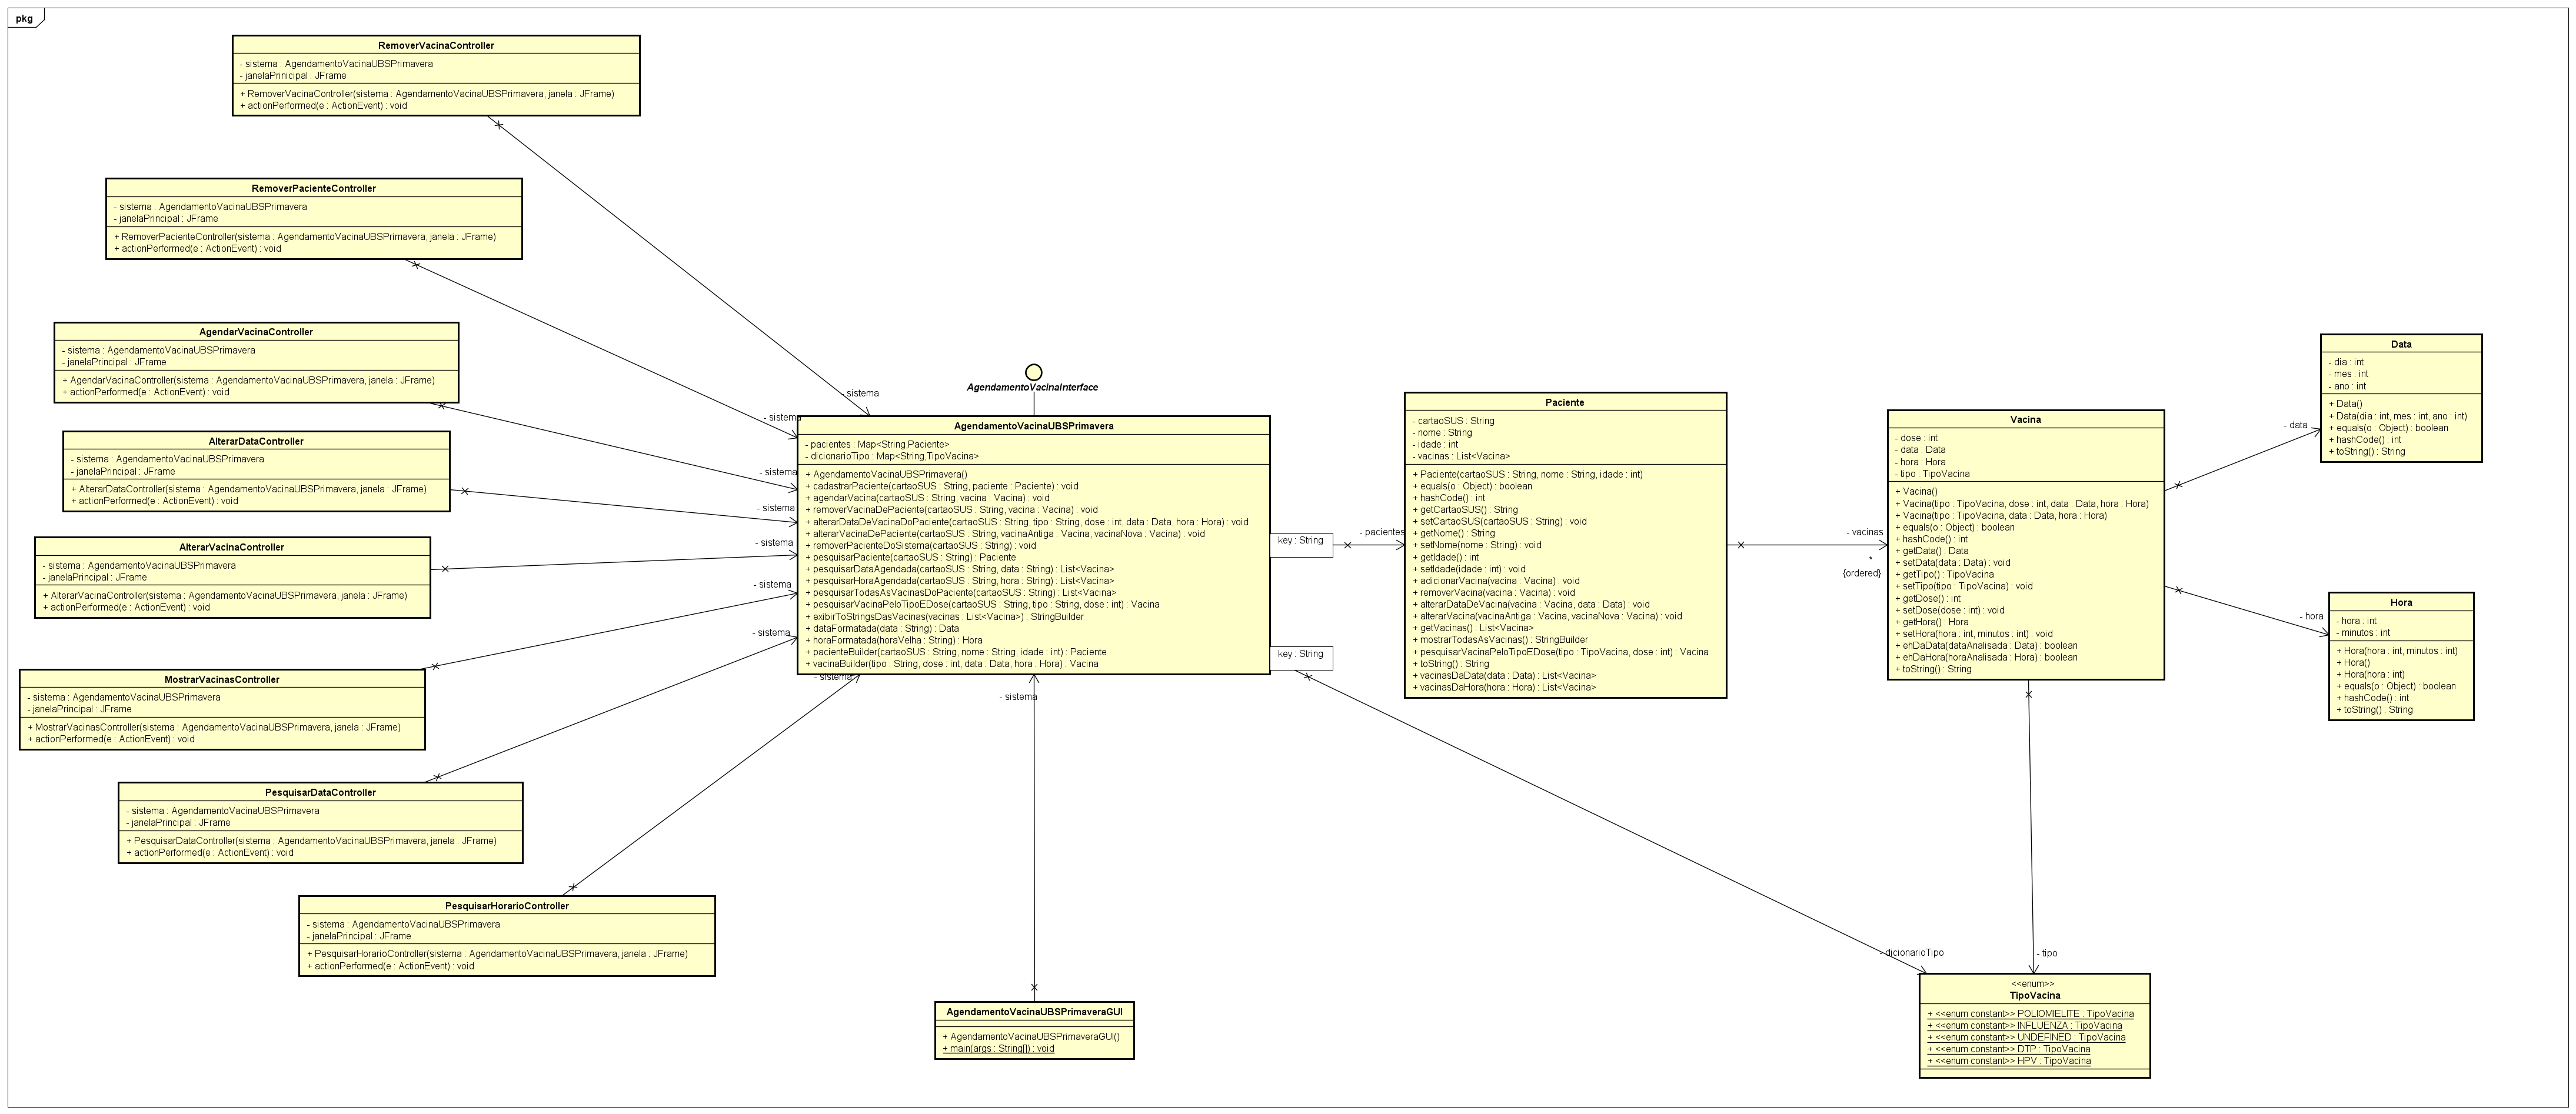 pkg
RemoverVacinaController
- sistema : AgendamentoVacinaUBSPrimavera
- janelaPrinicipal : JFrame
+ RemoverVacinaController(sistema : AgendamentoVacinaUBSPrimavera, janela : JFrame)
+ actionPerformed(e : ActionEvent) : void
RemoverPacienteController
- sistema : AgendamentoVacinaUBSPrimavera
- janelaPrincipal : JFrame
+ RemoverPacienteController(sistema : AgendamentoVacinaUBSPrimavera, janela : JFrame)
+ actionPerformed(e : ActionEvent) : void
AgendarVacinaController
- sistema : AgendamentoVacinaUBSPrimavera
- janelaPrincipal : JFrame
+ AgendarVacinaController(sistema : AgendamentoVacinaUBSPrimavera, janela : JFrame)
+ actionPerformed(e : ActionEvent) : void
AlterarDataController
- sistema : AgendamentoVacinaUBSPrimavera
- janelaPrincipal : JFrame
+ AlterarDataController(sistema : AgendamentoVacinaUBSPrimavera, janela : JFrame)
+ actionPerformed(e : ActionEvent) : void
AlterarVacinaController
- sistema : AgendamentoVacinaUBSPrimavera
- janelaPrincipal : JFrame
+ AlterarVacinaController(sistema : AgendamentoVacinaUBSPrimavera, janela : JFrame)
+ actionPerformed(e : ActionEvent) : void
MostrarVacinasController
- sistema : AgendamentoVacinaUBSPrimavera
- janelaPrincipal : JFrame
+ MostrarVacinasController(sistema : AgendamentoVacinaUBSPrimavera, janela : JFrame)
+ actionPerformed(e : ActionEvent) : void
PesquisarDataController
- sistema : AgendamentoVacinaUBSPrimavera
- janelaPrincipal : JFrame
+ PesquisarDataController(sistema : AgendamentoVacinaUBSPrimavera, janela : JFrame)
+ actionPerformed(e : ActionEvent) : void
PesquisarHorarioController
- sistema : AgendamentoVacinaUBSPrimavera
- janelaPrincipal : JFrame
+ PesquisarHorarioController(sistema : AgendamentoVacinaUBSPrimavera, janela : JFrame)
+ actionPerformed(e : ActionEvent) : void
- sistema
- sistema
- sistema
- sistema
- sistema
- sistema
- sistema
- sistema
- sistema
AgendamentoVacinaInterface
AgendamentoVacinaUBSPrimavera
- pacientes : Map<String,Paciente>
- dicionarioTipo : Map<String,TipoVacina>
+ AgendamentoVacinaUBSPrimavera()
+ cadastrarPaciente(cartaoSUS : String, paciente : Paciente) : void
+ agendarVacina(cartaoSUS : String, vacina : Vacina) : void
+ removerVacinaDePaciente(cartaoSUS : String, vacina : Vacina) : void
+ alterarDataDeVacinaDoPaciente(cartaoSUS : String, tipo : String, dose : int, data : Data, hora : Hora) : void
+ alterarVacinaDePaciente(cartaoSUS : String, vacinaAntiga : Vacina, vacinaNova : Vacina) : void
+ removerPacienteDoSistema(cartaoSUS : String) : void
+ pesquisarPaciente(cartaoSUS : String) : Paciente
+ pesquisarDataAgendada(cartaoSUS : String, data : String) : List<Vacina>
+ pesquisarHoraAgendada(cartaoSUS : String, hora : String) : List<Vacina>
+ pesquisarTodasAsVacinasDoPaciente(cartaoSUS : String) : List<Vacina>
+ pesquisarVacinaPeloTipoEDose(cartaoSUS : String, tipo : String, dose : int) : Vacina
+ exibirToStringsDasVacinas(vacinas : List<Vacina>) : StringBuilder
+ dataFormatada(data : String) : Data
+ horaFormatada(horaVelha : String) : Hora
+ pacienteBuilder(cartaoSUS : String, nome : String, idade : int) : Paciente
+ vacinaBuilder(tipo : String, dose : int, data : Data, hora : Hora) : Vacina
key : String
key : String
- pacientes
- dicionarioTipo
AgendamentoVacinaUBSPrimaveraGUI
+ AgendamentoVacinaUBSPrimaveraGUI()
+ main(args : String[]) : void
Paciente
- cartaoSUS : String
- nome : String
- idade : int
- vacinas : List<Vacina>
+ Paciente(cartaoSUS : String, nome : String, idade : int)
+ equals(o : Object) : boolean
+ hashCode() : int
+ getCartaoSUS() : String
+ setCartaoSUS(cartaoSUS : String) : void
+ getNome() : String
+ setNome(nome : String) : void
+ getIdade() : int
+ setIdade(idade : int) : void
+ adicionarVacina(vacina : Vacina) : void
+ removerVacina(vacina : Vacina) : void
+ alterarDataDeVacina(vacina : Vacina, data : Data) : void
+ alterarVacina(vacinaAntiga : Vacina, vacinaNova : Vacina) : void
+ getVacinas() : List<Vacina>
+ mostrarTodasAsVacinas() : StringBuilder
+ pesquisarVacinaPeloTipoEDose(tipo : TipoVacina, dose : int) : Vacina
+ toString() : String
+ vacinasDaData(data : Data) : List<Vacina>
+ vacinasDaHora(hora : Hora) : List<Vacina>
- vacinas
*
{ordered}
Vacina
- dose : int
- data : Data
- hora : Hora
- tipo : TipoVacina
+ Vacina()
+ Vacina(tipo : TipoVacina, dose : int, data : Data, hora : Hora)
+ Vacina(tipo : TipoVacina, data : Data, hora : Hora)
+ equals(o : Object) : boolean
+ hashCode() : int
+ getData() : Data
+ setData(data : Data) : void
+ getTipo() : TipoVacina
+ setTipo(tipo : TipoVacina) : void
+ getDose() : int
+ setDose(dose : int) : void
+ getHora() : Hora
+ setHora(hora : int, minutos : int) : void
+ ehDaData(dataAnalisada : Data) : boolean
+ ehDaHora(horaAnalisada : Hora) : boolean
+ toString() : String
- data
- hora
- tipo
Data
- dia : int
- mes : int
- ano : int
+ Data()
+ Data(dia : int, mes : int, ano : int)
+ equals(o : Object) : boolean
+ hashCode() : int
+ toString() : String
Hora
- hora : int
- minutos : int
+ Hora(hora : int, minutos : int)
+ Hora()
+ Hora(hora : int)
+ equals(o : Object) : boolean
+ hashCode() : int
+ toString() : String
<<enum>>
TipoVacina
+ <<enum constant>> POLIOMIELITE : TipoVacina
+ <<enum constant>> INFLUENZA : TipoVacina
+ <<enum constant>> UNDEFINED : TipoVacina
+ <<enum constant>> DTP : TipoVacina
+ <<enum constant>> HPV : TipoVacina